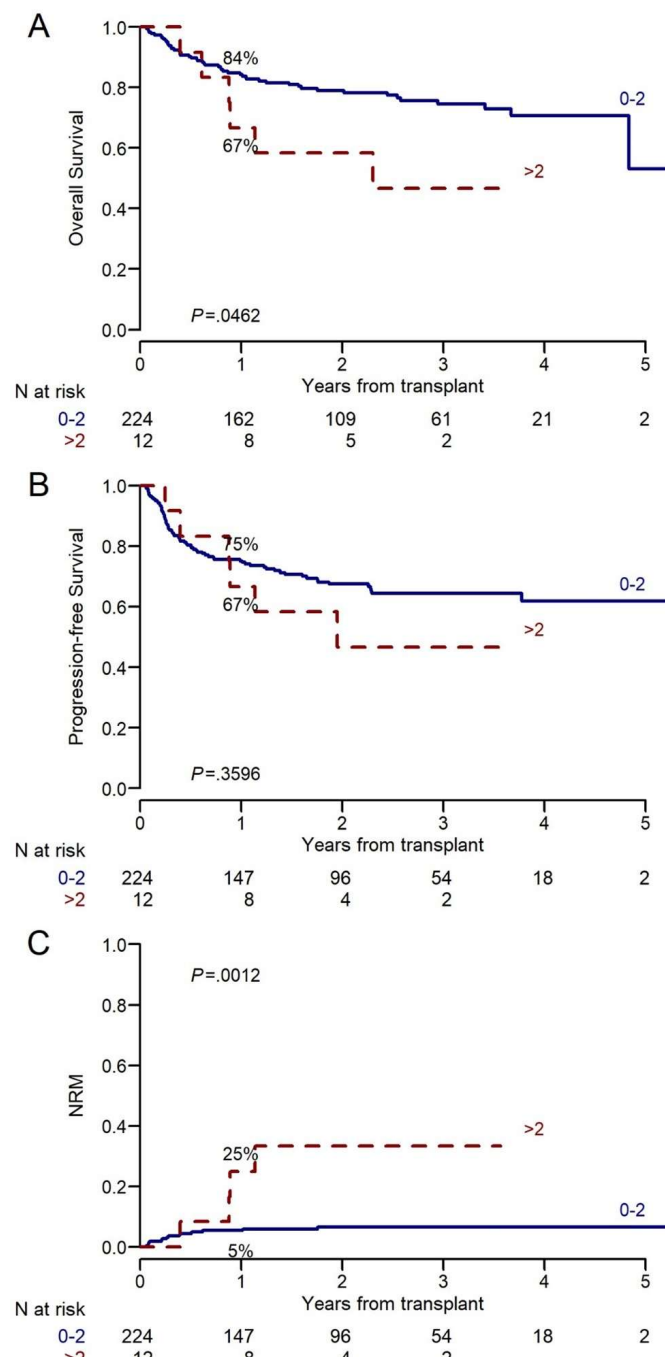 A
1.0
0.8
0.6
0.4
0.2
0.0
Overall Survival
84%
67%
0-2
>2
P=.0462
0 1 2 3 4 5
Years from transplant
N at risk
0-2 224 162 109 61 21 2
>2 12 8 5 2
B
1.0
0.8
0.6
0.4
0.2
0.0
Progression-free Survival
75%
67%
0-2
>2
P=.3596
0 1 2 3 4 5
Years from transplant
N at risk
0-2 224 147 96 54 18 2
>2 12 8 4 2
C
1.0
0.8
0.6
0.4
0.2
0.0
NRM
P=.0012
>2
25%
0-2
5%
0 1 2 3 4 5
Years from transplant
N at risk
0-2 224 147 96 54 18 2
>2 12 8 4 2